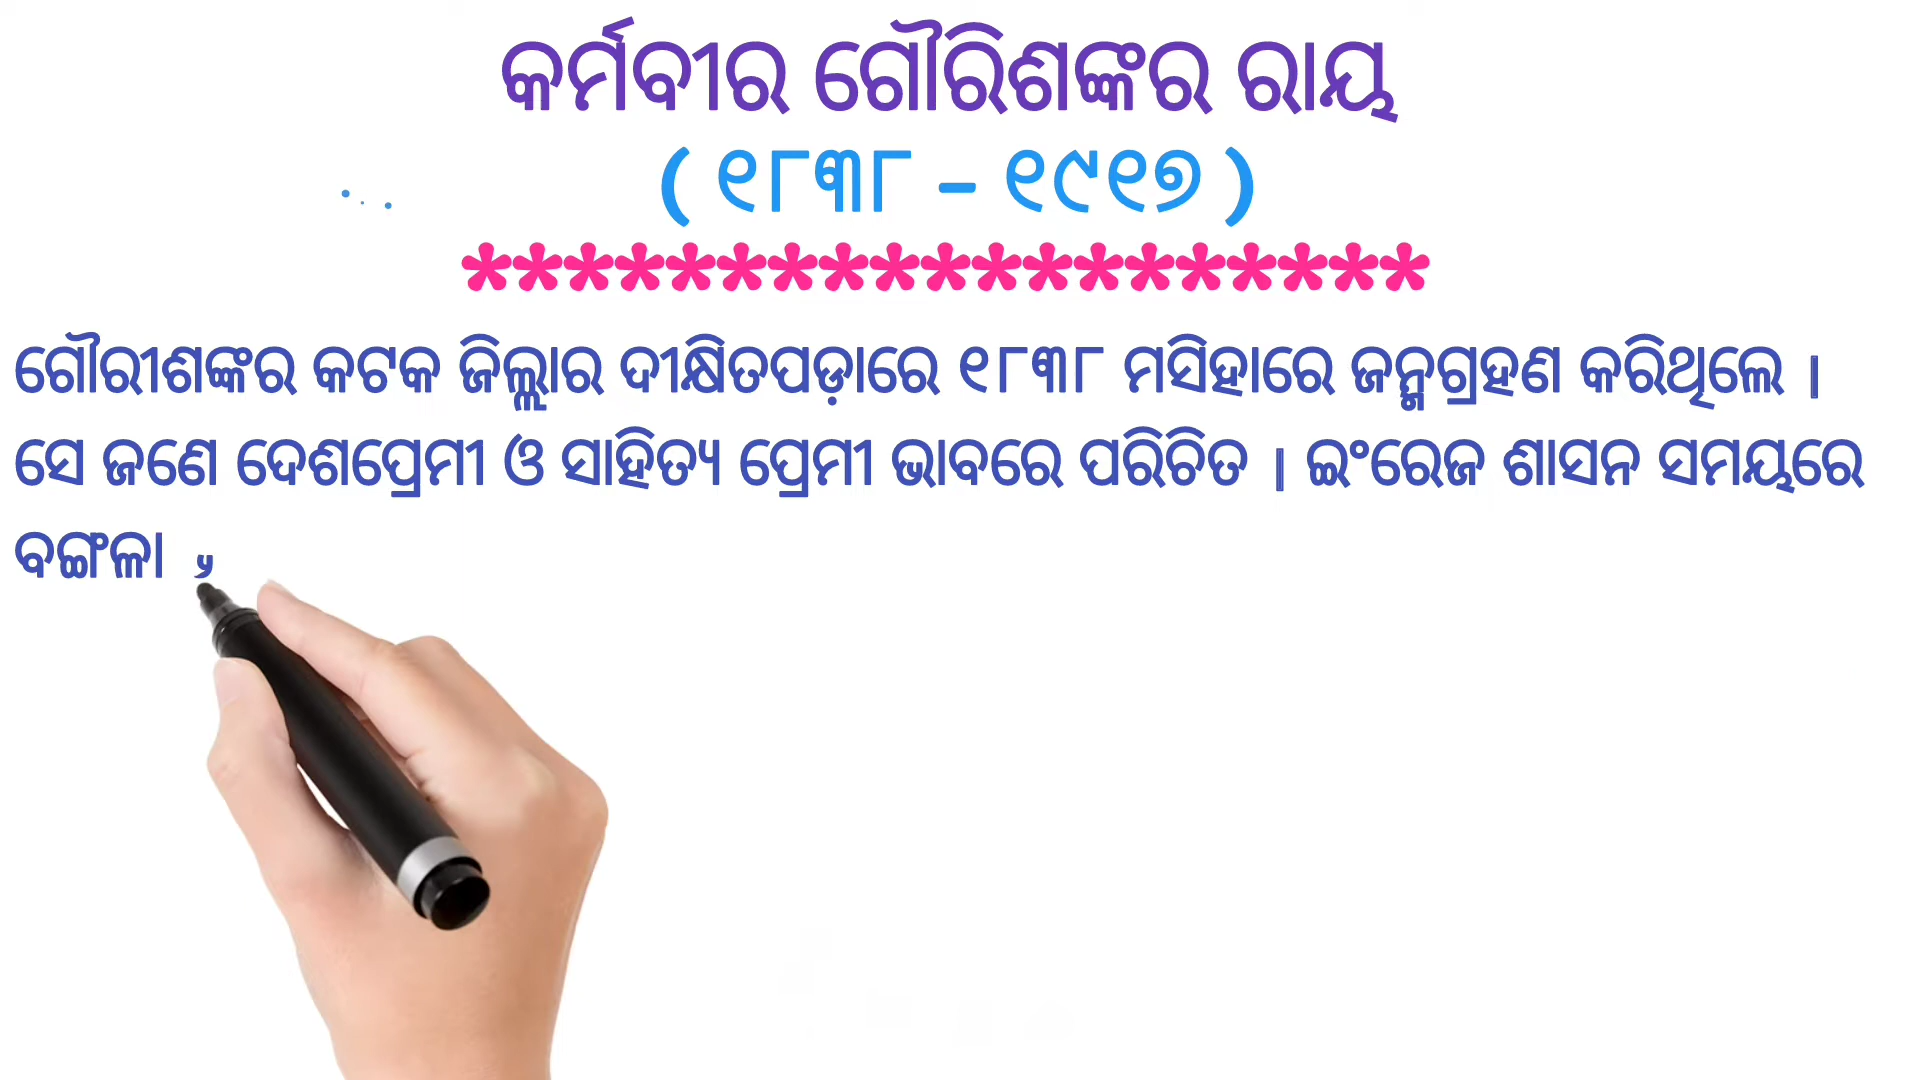 କର୍ମବୀର ଗୌରିଶଙ୍କର ରାୟ
( ୧୮୩୮ - ୧୯୧୭ )
*******************
ଗୌରୀଶଙ୍କର କଟକ ଜିଲ୍ଲାର ଦୀକ୍ଷିତପଡ଼ାରେ ୧୮୩୮ ମସିହାରେ ଜନ୍ମଗ୍ରହଣ କରିଥିଲେ ।
ସେ ଜଣେ ଦେଶପ୍ରେମୀ ଓ ସାହିତ୍ୟ ପ୍ରେମୀ ଭାବରେ ପରିଚିତ । ଇଂରେଜ ଶାସନ ସମୟରେ
ବଙ୍ଗଳା